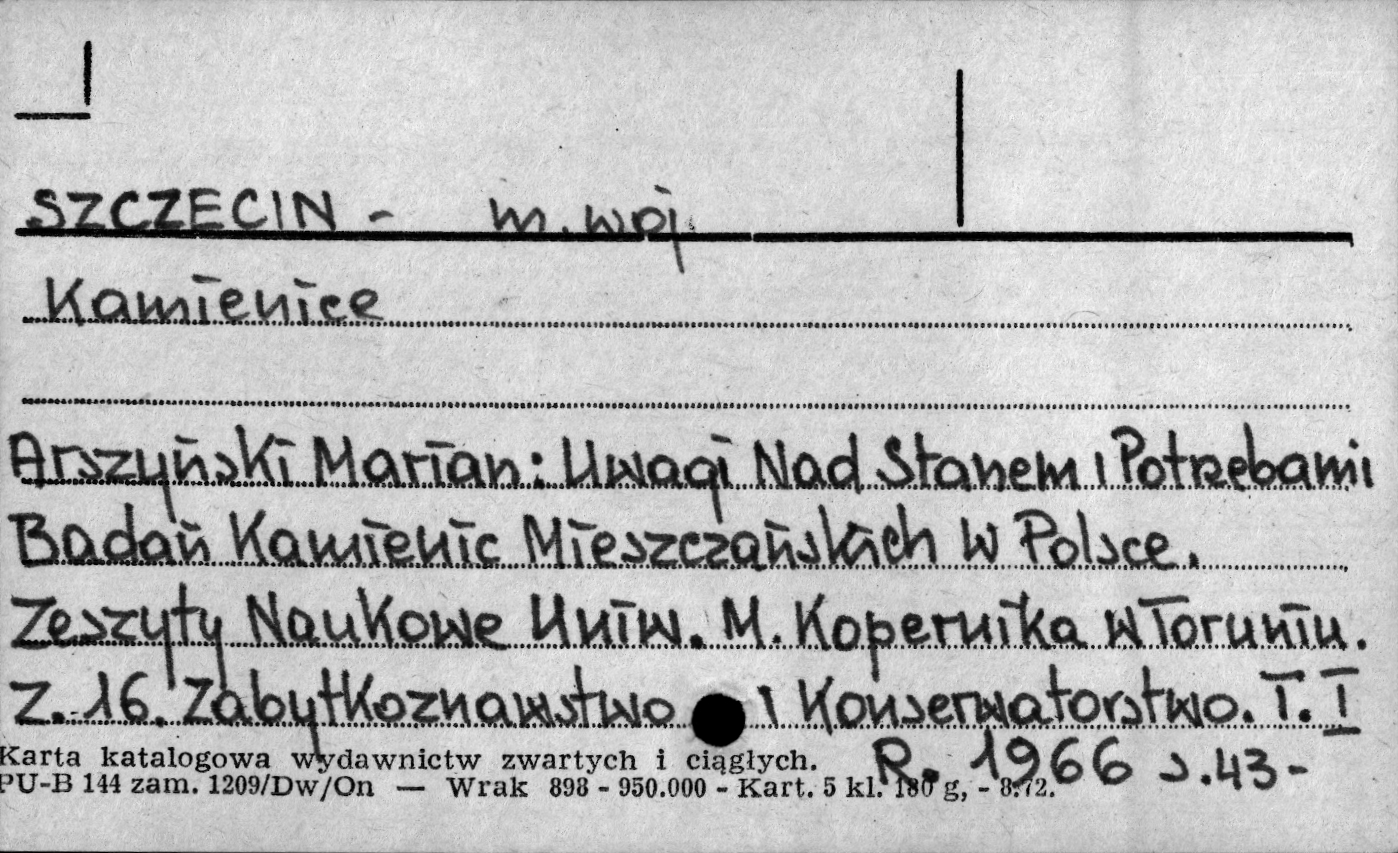 SZCZECIN - m. woj.
Kamienice
Arszyński Marian: Uwagi Nad Stanem i Potrzebami
Badań Kamienic Mieszczańskich w Polsce.
Zeszyty Naukowe Uniw. M. Kopernika w Toruniu.
Z. 16. Zabytkoznawstwo i Konserwatorstwo. T. I
R. 1966 s. 43-
Karta katalogowa wydawnictw zwartych i ciągłych.
PU-B 144 zam. 1209/Dw/On — Wrak 898 - 950.000 - Kart. 5 kl. 180 g, - 8.72.